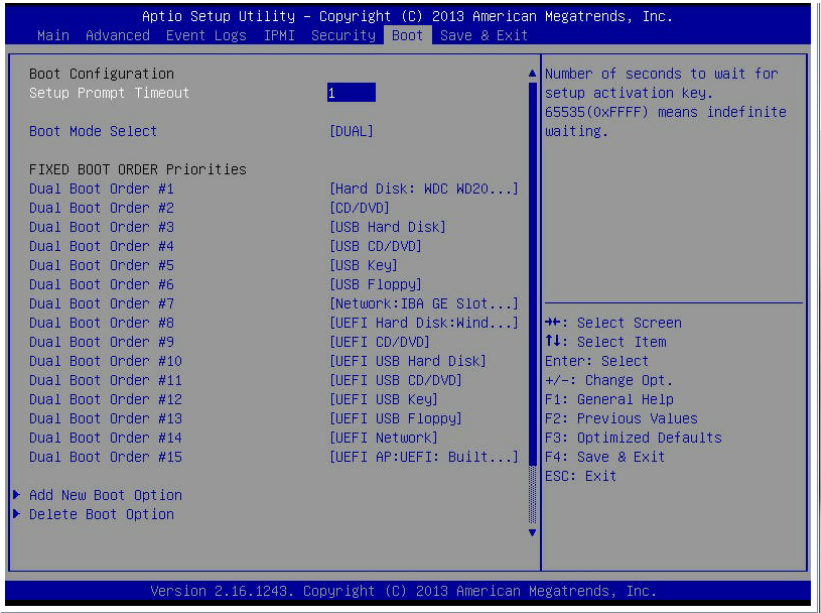 Aptio Setup Utility – Copyright (C) 2013 American Megatrends, Inc.
Main Advanced Event Logs IPMI Security Boot Save & Exit
Boot Configuration
Setup Prompt Timeout 1
Boot Mode Select [DUAL]
FIXED BOOT ORDER Priorities
Dual Boot Order #1 [Hard Disk: WDC WD20...]
Dual Boot Order #2 [CD/DVD]
Dual Boot Order #3 [USB Hard Disk]
Dual Boot Order #4 [USB CD/DVD]
Dual Boot Order #5 [USB Key]
Dual Boot Order #6 [USB Floppy]
Dual Boot Order #7 [Network:IBA GE Slot...]
Dual Boot Order #8 [UEFI Hard Disk:Wind...]
Dual Boot Order #9 [UEFI CD/DVD]
Dual Boot Order #10 [UEFI USB Hard Disk]
Dual Boot Order #11 [UEFI USB CD/DVD]
Dual Boot Order #12 [UEFI USB Key]
Dual Boot Order #13 [UEFI USB Floppy]
Dual Boot Order #14 [UEFI Network]
Dual Boot Order #15 [UEFI AP:UEFI: Built...]
Add New Boot Option
Delete Boot Option
Number of seconds to wait for
setup activation key.
65535(0xFFFF) means indefinite
waiting.
→←: Select Screen
↑↓: Select Item
Enter: Select
+/-: Change Opt.
F1: General Help
F2: Previous Values
F3: Optimized Defaults
F4: Save & Exit
ESC: Exit
Version 2.16.1243. Copyright (C) 2013 American Megatrends, Inc.